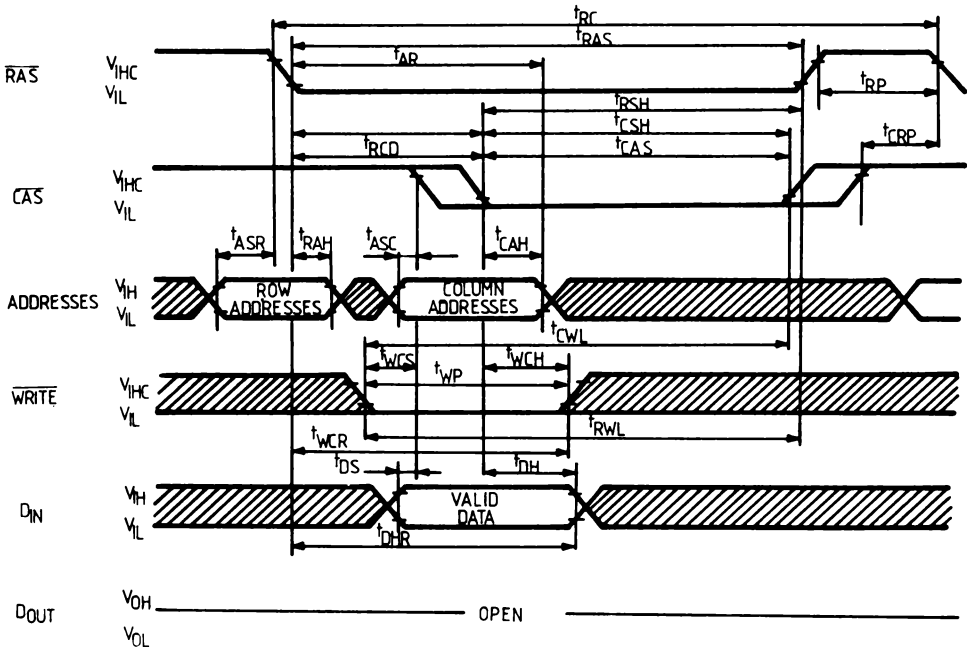 tRC
tRAS
tAR
RAS
VIHC
VIL
tRP
tRSH
tCSH
tCRP
tRCD
tCAS
CAS
VIHC
VIL
tASR
tRAH
tASC
tCAH
ADDRESSES
VIH
VIL
ROW
ADDRESSES
COLUMN
ADDRESSES
tCWL
tWCS
tWCH
tWP
WRITE
VIHC
VIL
tRWL
tWCR
tDS
tDH
DIN
VIH
VIL
VALID
DATA
tDHR
DOUT
VOH
OPEN
VOL